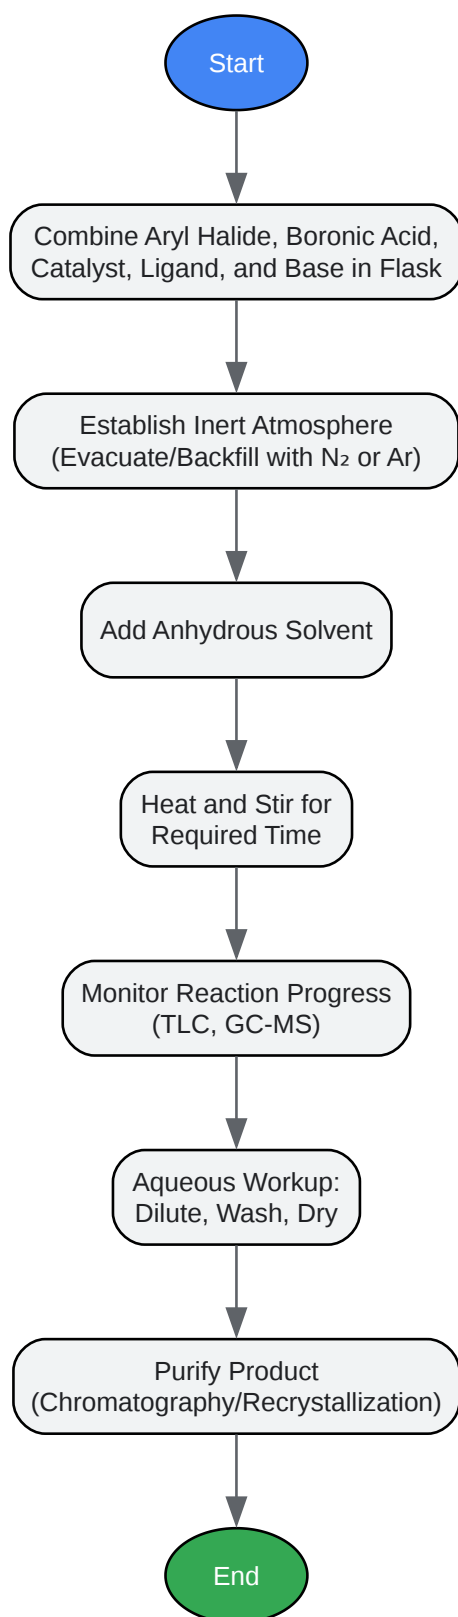 Start
Combine Aryl Halide, Boronic Acid,
Catalyst, Ligand, and Base in Flask
Establish Inert Atmosphere
(Evacuate/Backfill with N₂ or Ar)
Add Anhydrous Solvent
Heat and Stir for
Required Time
Monitor Reaction Progress
(TLC, GC-MS)
Aqueous Workup:
Dilute, Wash, Dry
Purify Product
(Chromatography/Recrystallization)
End